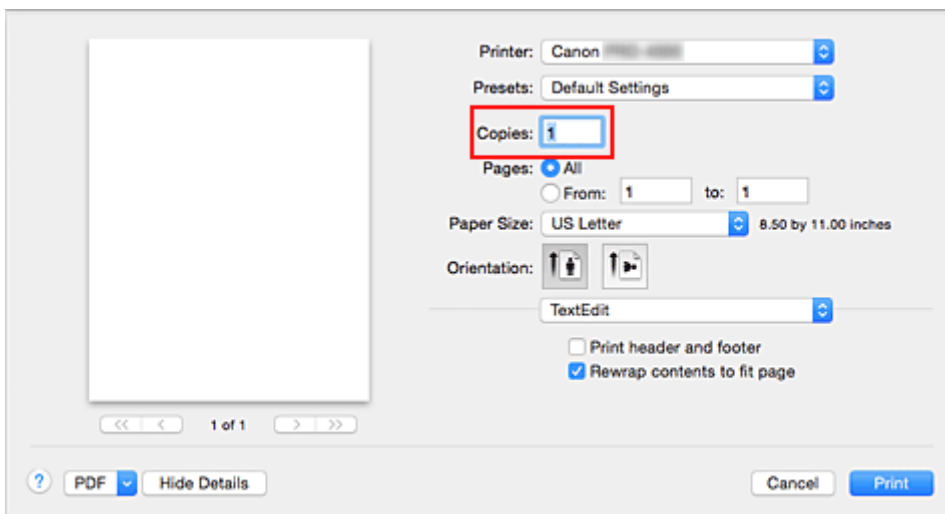 Printer: Canon
Presets: Default Settings
Copies: 1
Pages: All
From: 1 to: 1
Paper Size: US Letter 8.50 by 11.00 inches
Orientation:
TextEdit
Print header and footer
Rewrap contents to fit page
<< < 1 of 1 > >>
? PDF Hide Details Cancel Print